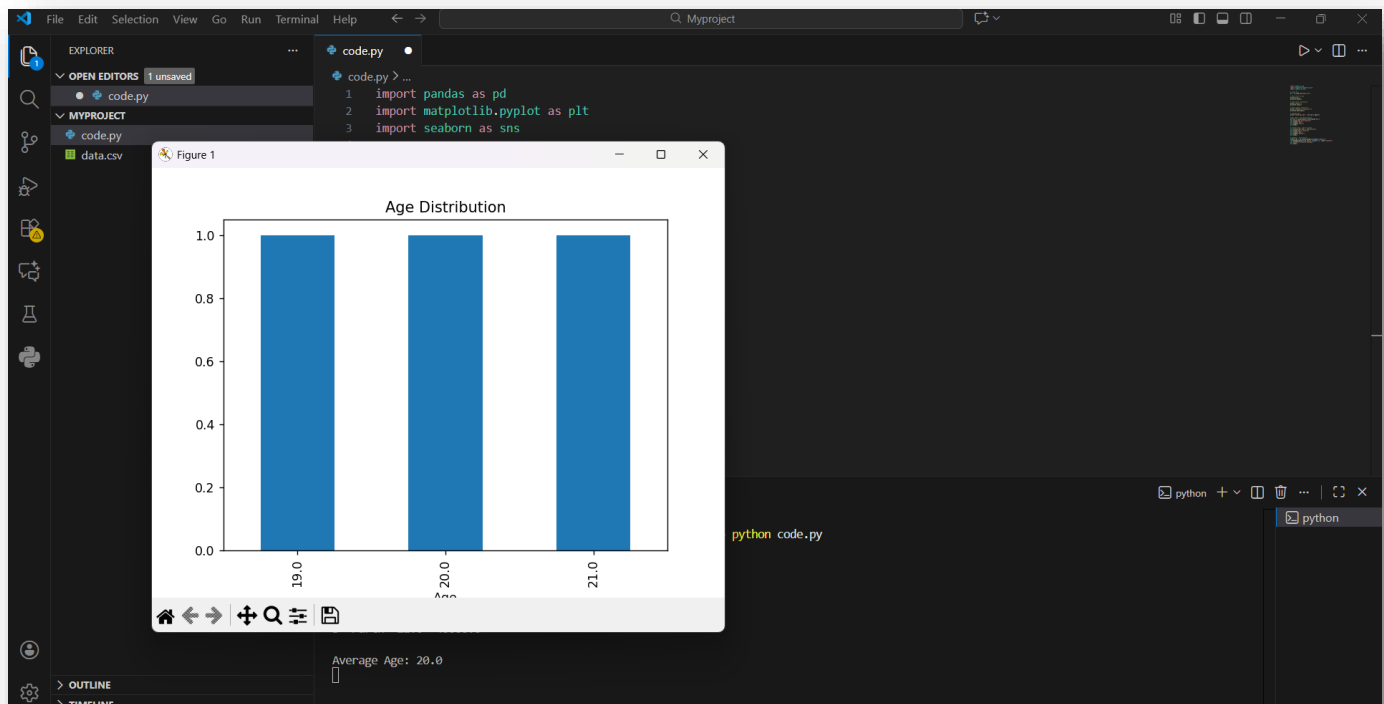 File Edit Selection View Go Run Terminal Help
Myproject
EXPLORER
code.py
OPEN EDITORS 1 unsaved
code.py
code.py > ...
1 import pandas as pd
2 import matplotlib.pyplot as plt
3 import seaborn as sns
MYPROJECT
code.py
data.csv
1
Figure 1
Age Distribution
1.0
0.8
0.6
0.4
0.2
0.0
19.0
20.0
21.0
Age
python
python
python code.py
Average Age: 20.0
OUTLINE
TIMELINE